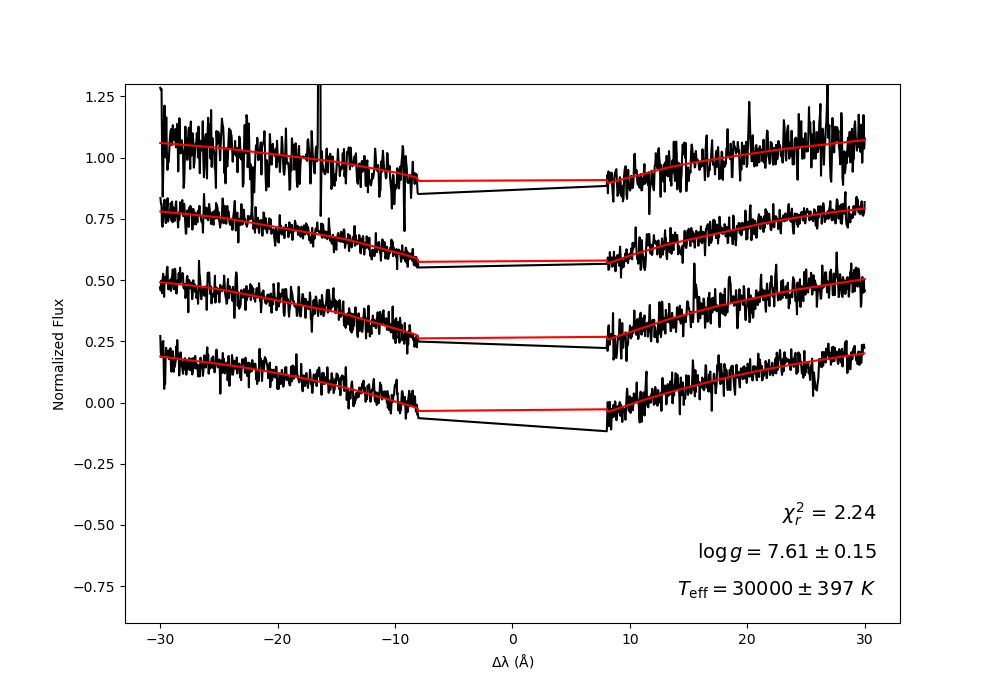 1.25
1.00
0.75
0.50
0.25
0.00
−0.25
−0.50
−0.75
Normalized Flux
χ²ᵣ = 2.24
log g = 7.61 ± 0.15
T_eff = 30000 ± 397 K
−30 −20 −10 0 10 20 30
Δλ (Å)